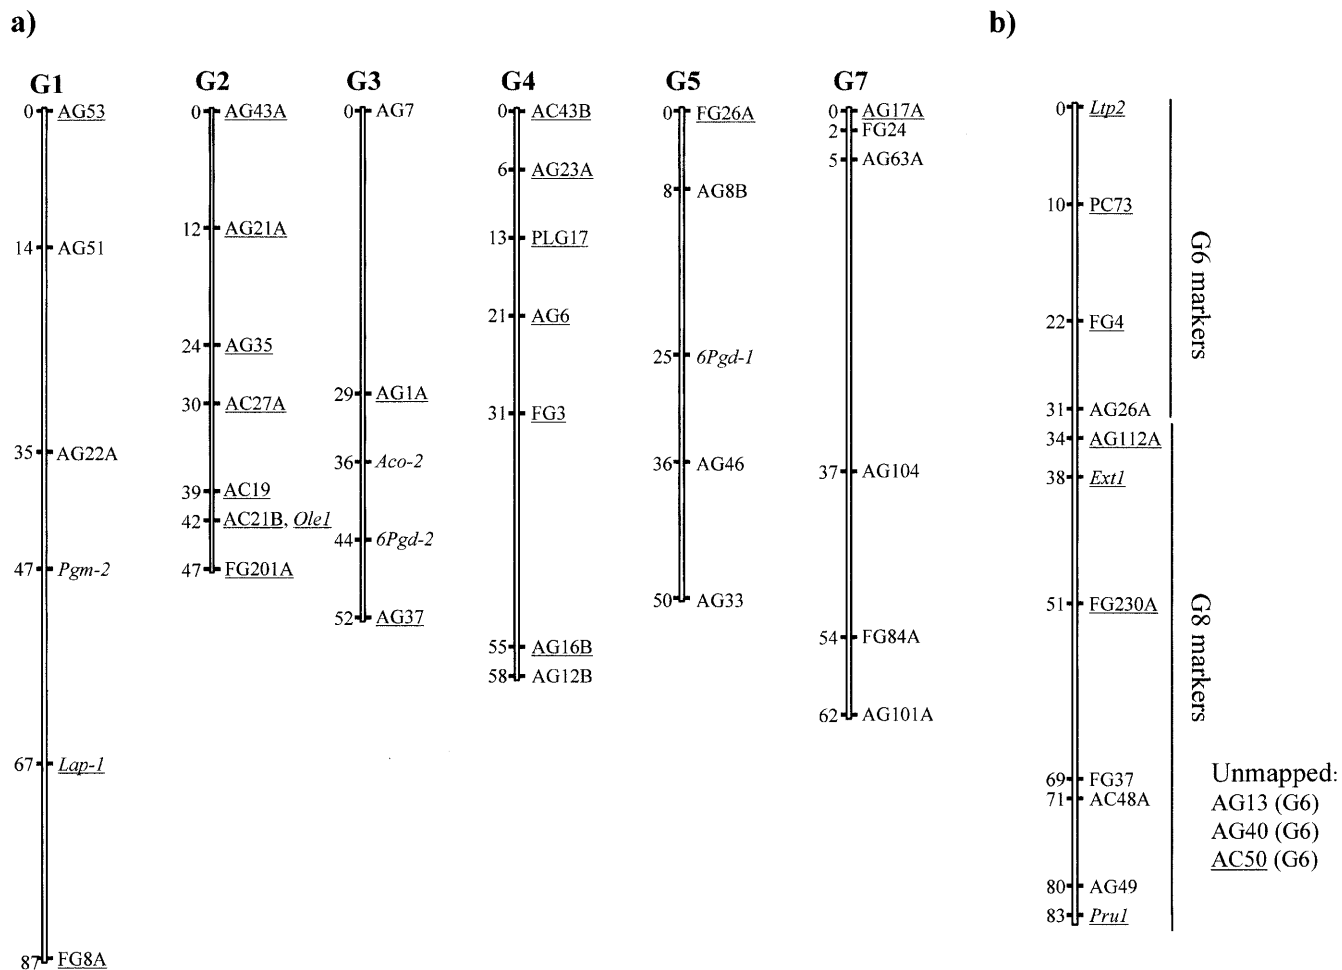 a)
G1
0 AG53
14 AG51
35 AG22A
47 Pgm-2
67 Lap-1
87 FG8A
G2
0 AG43A
12 AG21A
24 AG35
30 AC27A
39 AC19
42 AC21B, Ole1
47 FG201A
G3
0 AG7
29 AG1A
36 Aco-2
44 6Pgd-2
52 AG37
G4
0 AC43B
6 AG23A
13 PLG17
21 AG6
31 FG3
55 AG16B
58 AG12B
G5
0 FG26A
8 AG8B
25 6Pgd-1
36 AG46
50 AG33
G7
0 AG17A
2 FG24
5 AG63A
37 AG104
54 FG84A
62 AG101A
b)
0 Ltp2
10 PC73
22 FG4
31 AG26A
34 AG112A
38 Ext1
51 FG230A
69 FG37
71 AC48A
80 AG49
83 Pru1
G6 markers
G8 markers
Unmapped:
AG13 (G6)
AG40 (G6)
AC50 (G6)